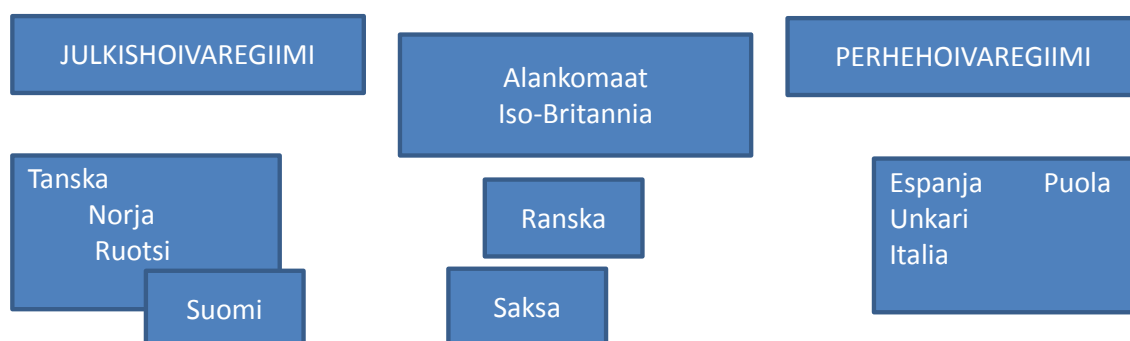 JULKISHOIVAREGIIMI
Alankomaat
Iso-Britannia
PERHEHOIVAREGIIMI
Tanska
Norja
Ruotsi
Suomi
Ranska
Saksa
Espanja Puola
Unkari
Italia